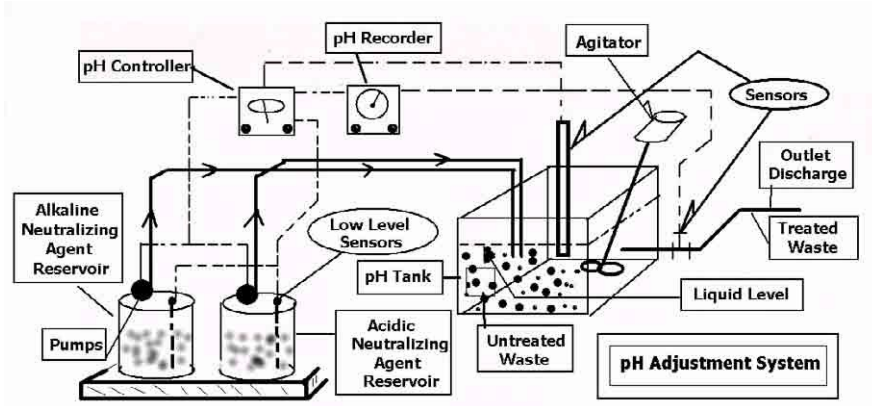 pH Recorder
Agitator
pH Controller
Sensors
Outlet
Discharge
Alkaline
Neutralizing
Agent
Reservoir
Low Level
Sensors
Treated
Waste
pH Tank
Liquid Level
Pumps
Acidic
Neutralizing
Agent
Reservoir
Untreated
Waste
pH Adjustment System